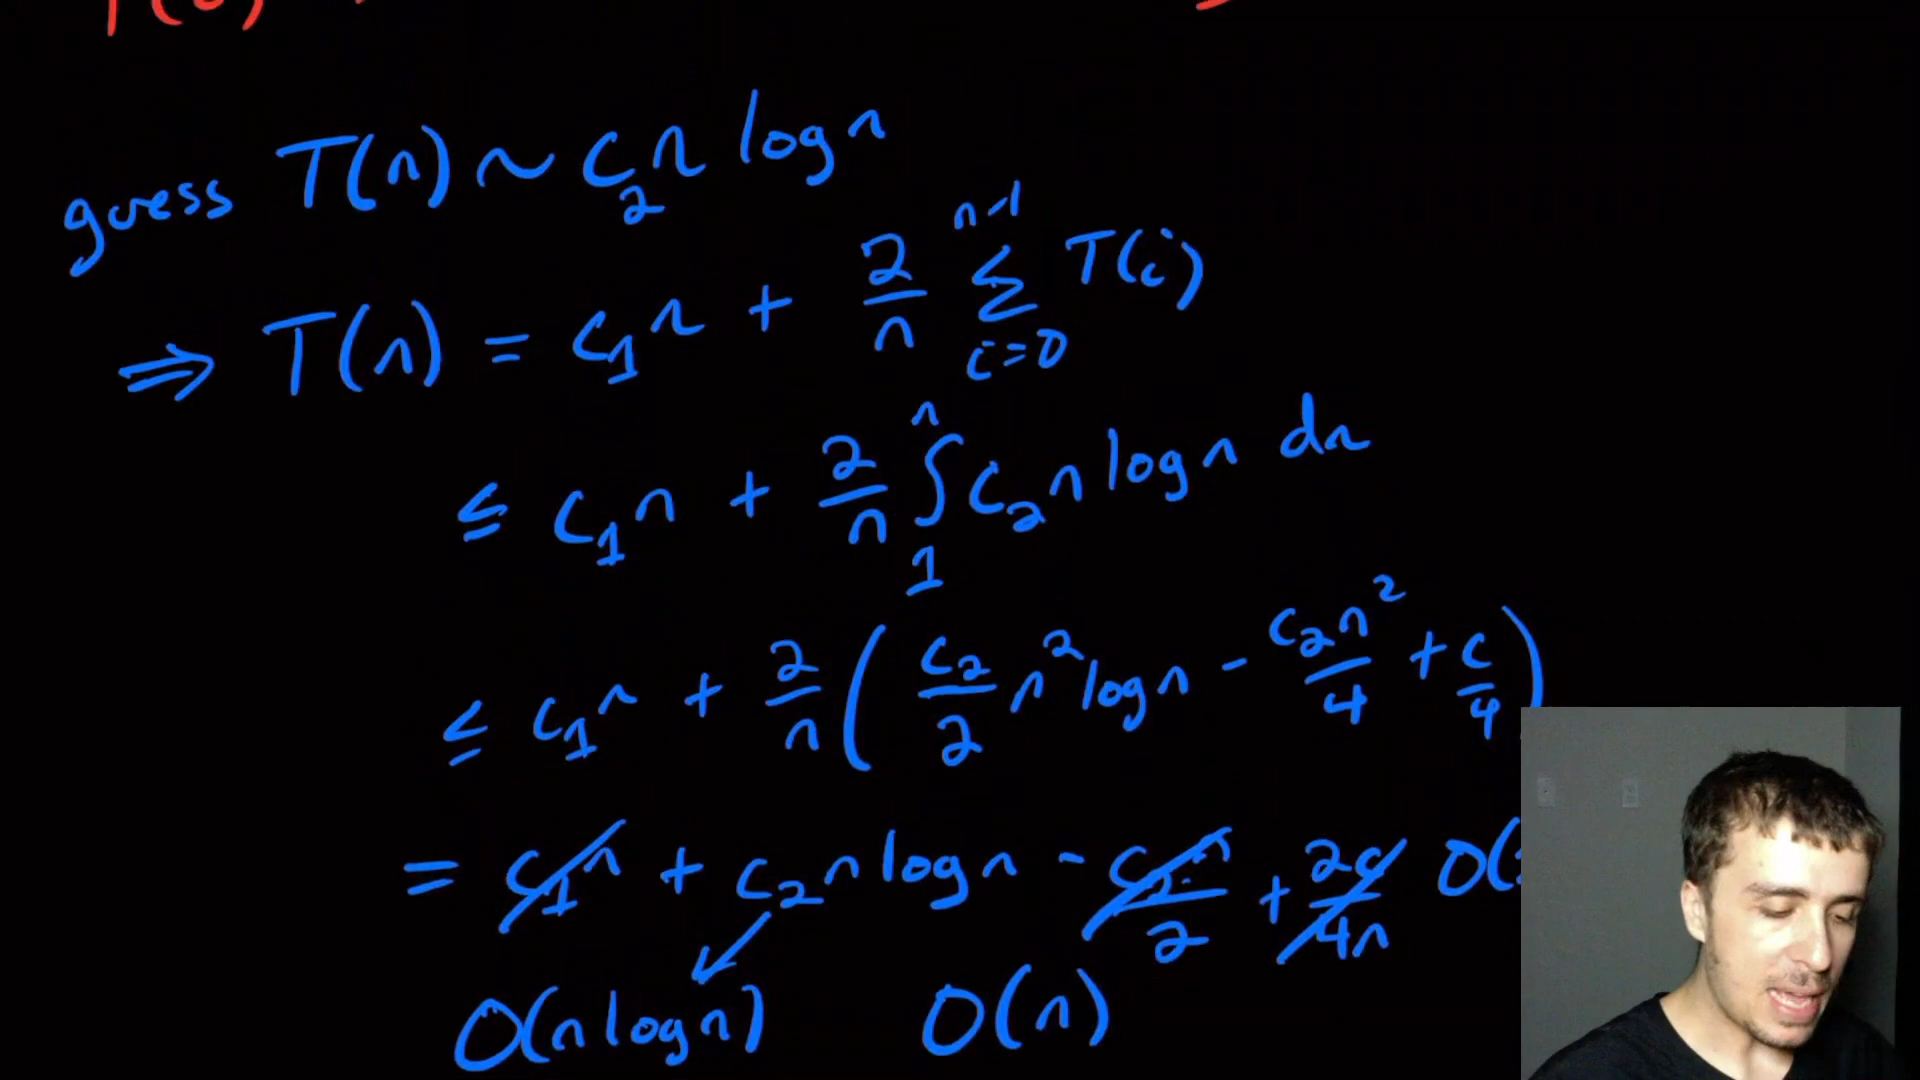 T(0)
guess T(n) ~ c₂n log n
⇒ T(n) = c₁n + 2/n ∑_{i=0}^{n-1} T(i)
≤ c₁n + 2/n ∫₁ⁿ c₂n log n dn
≤ c₁n + 2/n ( c₂/2 n² log n - c₂n²/4 + c/4 )
= c₁n + c₂n log n - c₂n/2 + 2c/4n O(
O(n log n) O(n)